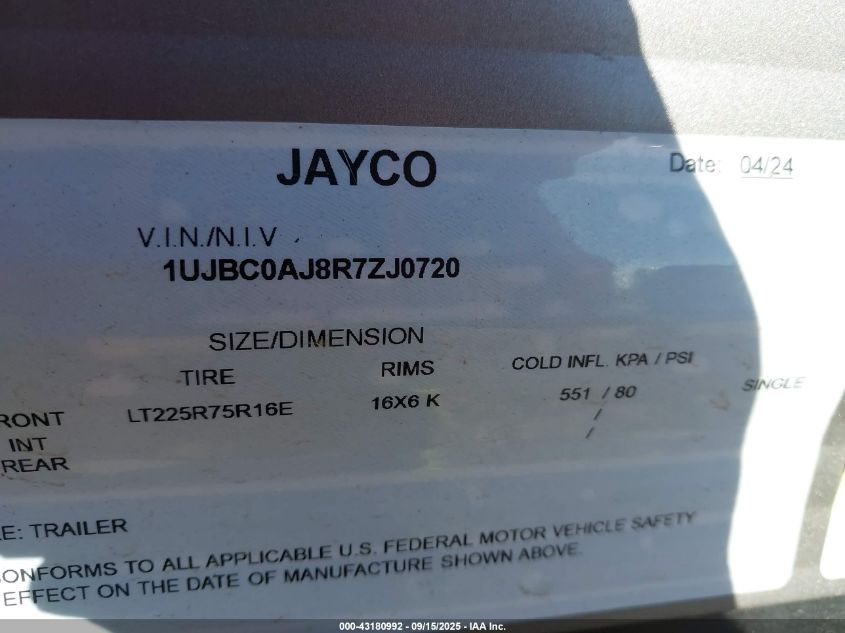 JAYCO
Date: 04/24
V.I.N./N.I.V
1UJBC0AJ8R7ZJ0720
SIZE/DIMENSION
TIRE RIMS COLD INFL. KPA / PSI
SINGLE
RONT LT225R75R16E 16X6 K 551 / 80
INT /
REAR /
E: TRAILER
ONFORMS TO ALL APPLICABLE U.S. FEDERAL MOTOR VEHICLE SAFETY
EFFECT ON THE DATE OF MANUFACTURE SHOWN ABOVE.
000-43180992 - 09/15/2025 - IAA Inc.